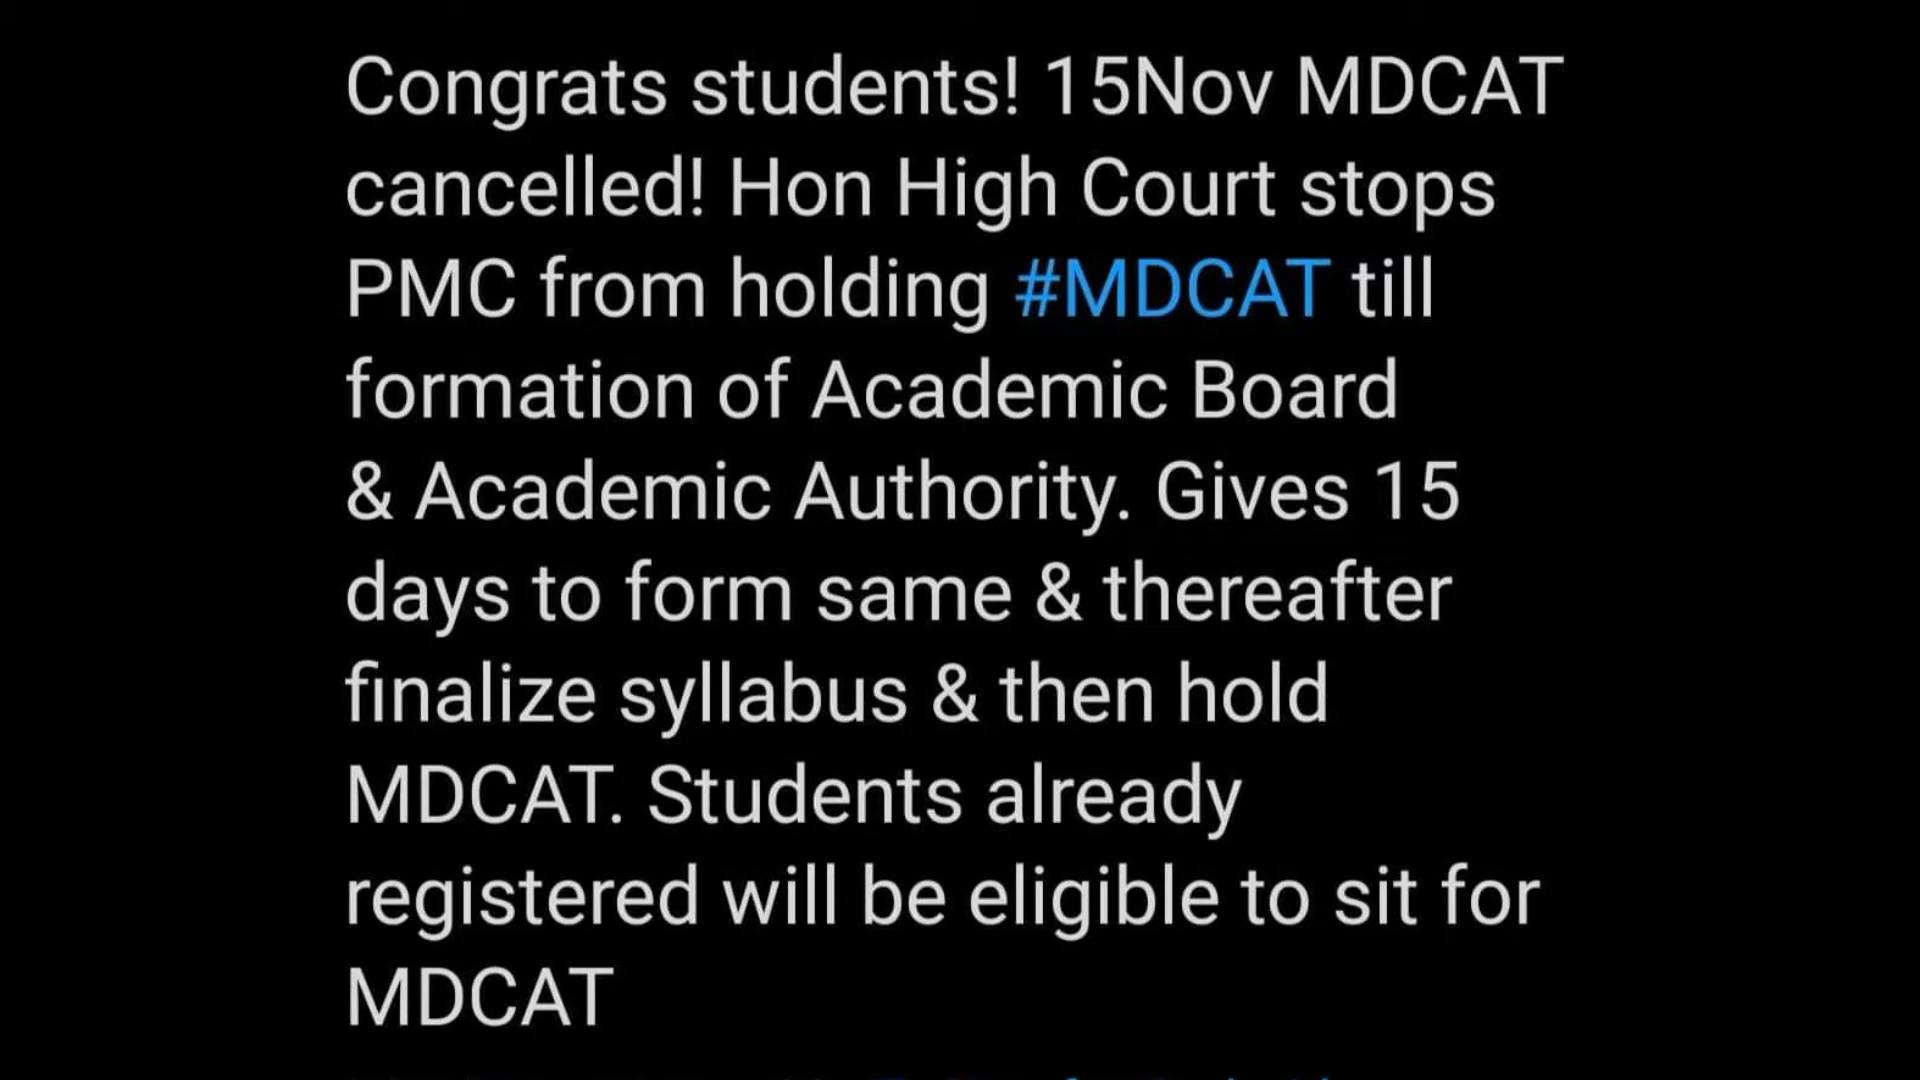 Congrats students! 15Nov MDCAT
cancelled! Hon High Court stops
PMC from holding #MDCAT till
formation of Academic Board
& Academic Authority. Gives 15
days to form same & thereafter
finalize syllabus & then hold
MDCAT. Students already
registered will be eligible to sit for
MDCAT